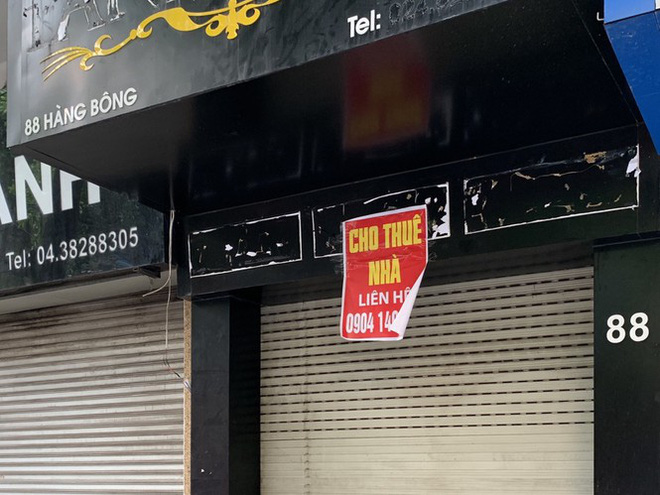 Tel:
88 HÀNG BÔNG
ANH
Tel: 04.38288305
CHO THUÊ
NHÀ
LIÊN HỆ
0904 14
88